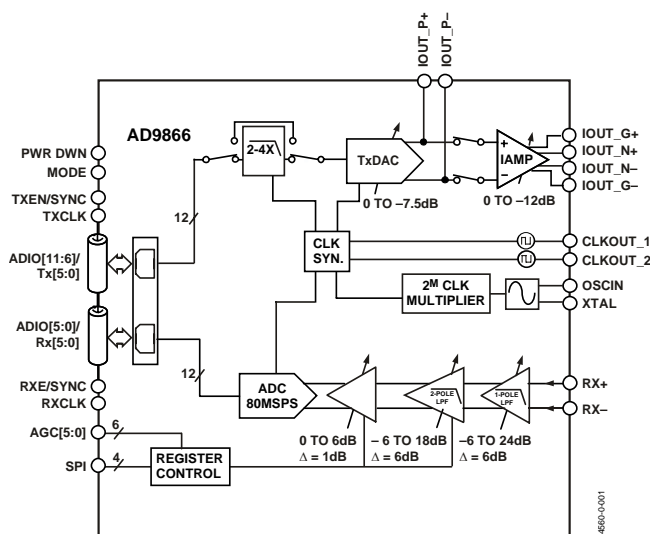 IOUT_P+
IOUT_P–
AD9866
PWR DWN
MODE
TXEN/SYNC
TXCLK
ADIO[11:6]/
Tx[5:0]
ADIO[5:0]/
Rx[5:0]
RXE/SYNC
RXCLK
AGC[5:0]
SPI
12
2-4X
TxDAC
0 TO –7.5dB
+
–
IAMP
0 TO –12dB
IOUT_G+
IOUT_N+
IOUT_N–
IOUT_G–
CLK
SYN.
CLKOUT_1
CLKOUT_2
2M CLK
MULTIPLIER
OSCIN
XTAL
12
ADC
80MSPS
2-POLE
LPF
1-POLE
LPF
RX+
RX–
0 TO 6dB
Δ = 1dB
– 6 TO 18dB
Δ = 6dB
–6 TO 24dB
Δ = 6dB
6
4
REGISTER
CONTROL
4560-0-001